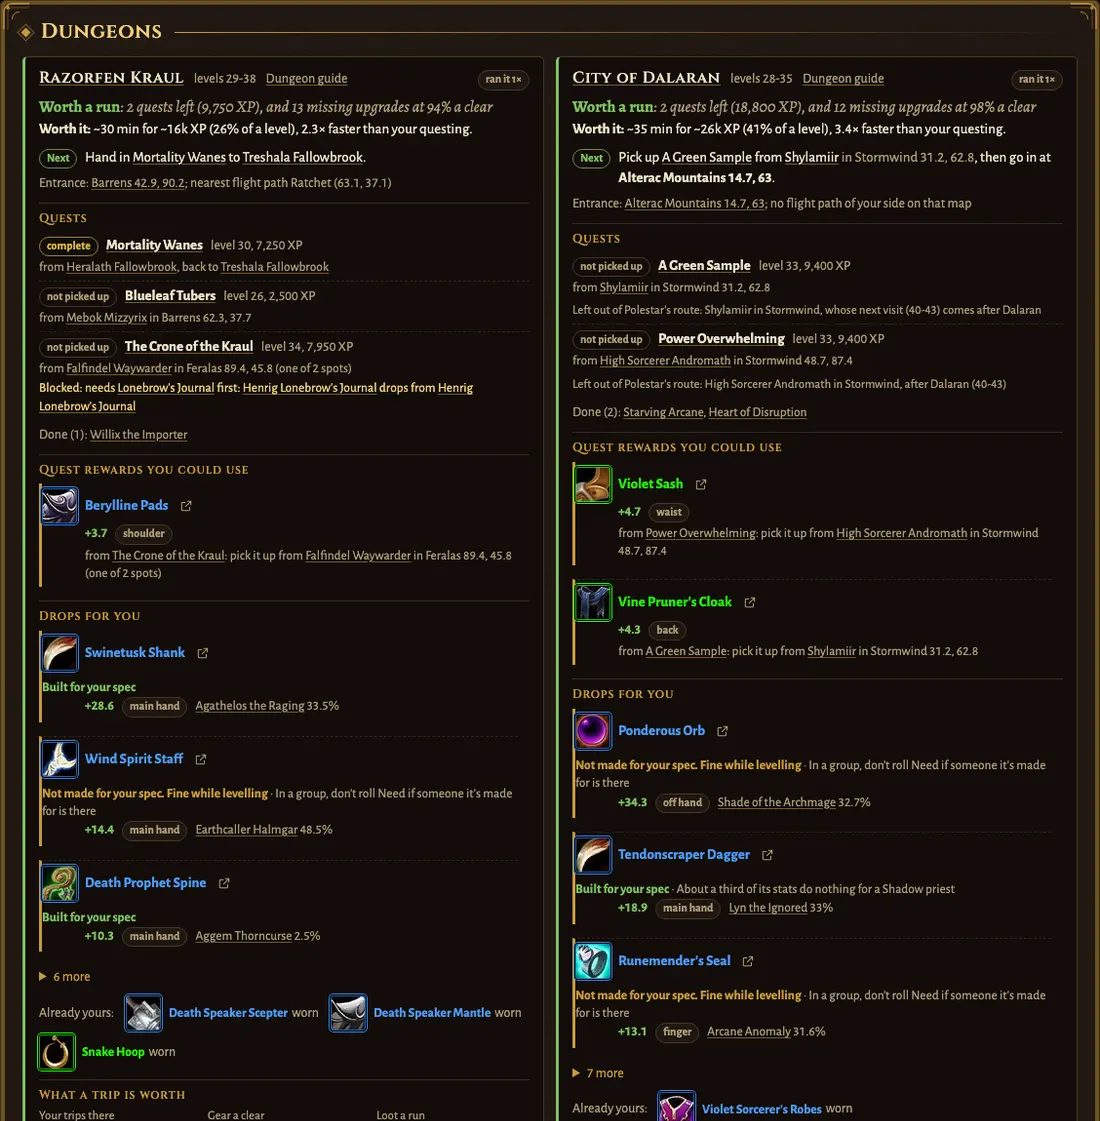 Dungeons
Razorfen Kraul levels 29-38 Dungeon guide ran it 1×
Worth a run: 2 quests left (9,750 XP), and 13 missing upgrades at 94% a clear
Worth it: ~30 min for ~16k XP (26% of a level), 2.3× faster than your questing.
Next Hand in Mortality Wanes to Treshala Fallowbrook.
Entrance: Barrens 42.9, 90.2; nearest flight path Ratchet (63.1, 37.1)
Quests
complete Mortality Wanes level 30, 7,250 XP
from Heralath Fallowbrook, back to Treshala Fallowbrook
not picked up Blueleaf Tubers level 26, 2,500 XP
from Mebok Mizzyrix in Barrens 62.3, 37.7
not picked up The Crone of the Kraul level 34, 7,950 XP
from Falfindel Waywarder in Feralas 89.4, 45.8 (one of 2 spots)
Blocked: needs Lonebrow's Journal first: Henrig Lonebrow's Journal drops from Henrig
Lonebrow's Journal
Done (1): Willix the Importer
Quest rewards you could use
Berylline Pads
+3.7 shoulder
from The Crone of the Kraul: pick it up from Falfindel Waywarder in Feralas 89.4, 45.8
(one of 2 spots)
Drops for you
Swinetusk Shank
Built for your spec
+28.6 main hand Agathelos the Raging 33.5%
Wind Spirit Staff
Not made for your spec. Fine while levelling · In a group, don't roll Need if someone it's made
for is there
+14.4 main hand Earthcaller Halmgar 48.5%
Death Prophet Spine
Built for your spec
+10.3 main hand Aggem Thorncurse 2.5%
6 more
Already yours: Death Speaker Scepter worn Death Speaker Mantle worn
Snake Hoop worn
What a trip is worth
Your trips there Gear a clear Loot a run
City of Dalaran levels 28-35 Dungeon guide ran it 1×
Worth a run: 2 quests left (18,800 XP), and 12 missing upgrades at 98% a clear
Worth it: ~35 min for ~26k XP (41% of a level), 3.4× faster than your questing.
Next Pick up A Green Sample from Shylamiir in Stormwind 31.2, 62.8, then go in at
Alterac Mountains 14.7, 63.
Entrance: Alterac Mountains 14.7, 63; no flight path of your side on that map
Quests
not picked up A Green Sample level 33, 9,400 XP
from Shylamiir in Stormwind 31.2, 62.8
Left out of Polestar's route: Shylamiir in Stormwind, whose next visit (40-43) comes after Dalaran
not picked up Power Overwhelming level 33, 9,400 XP
from High Sorcerer Andromath in Stormwind 48.7, 87.4
Left out of Polestar's route: High Sorcerer Andromath in Stormwind, after Dalaran (40-43)
Done (2): Starving Arcane, Heart of Disruption
Quest rewards you could use
Violet Sash
+4.7 waist
from Power Overwhelming: pick it up from High Sorcerer Andromath in Stormwind
48.7, 87.4
Vine Pruner's Cloak
+4.3 back
from A Green Sample: pick it up from Shylamiir in Stormwind 31.2, 62.8
Drops for you
Ponderous Orb
Not made for your spec. Fine while levelling · In a group, don't roll Need if someone it's made
for is there
+34.3 off hand Shade of the Archmage 32.7%
Tendonscraper Dagger
Built for your spec · About a third of its stats do nothing for a Shadow priest
+18.9 main hand Lyn the Ignored 33%
Runemender's Seal
Not made for your spec. Fine while levelling · In a group, don't roll Need if someone it's made
for is there
+13.1 finger Arcane Anomaly 31.6%
7 more
Already yours: Violet Sorcerer's Robes worn